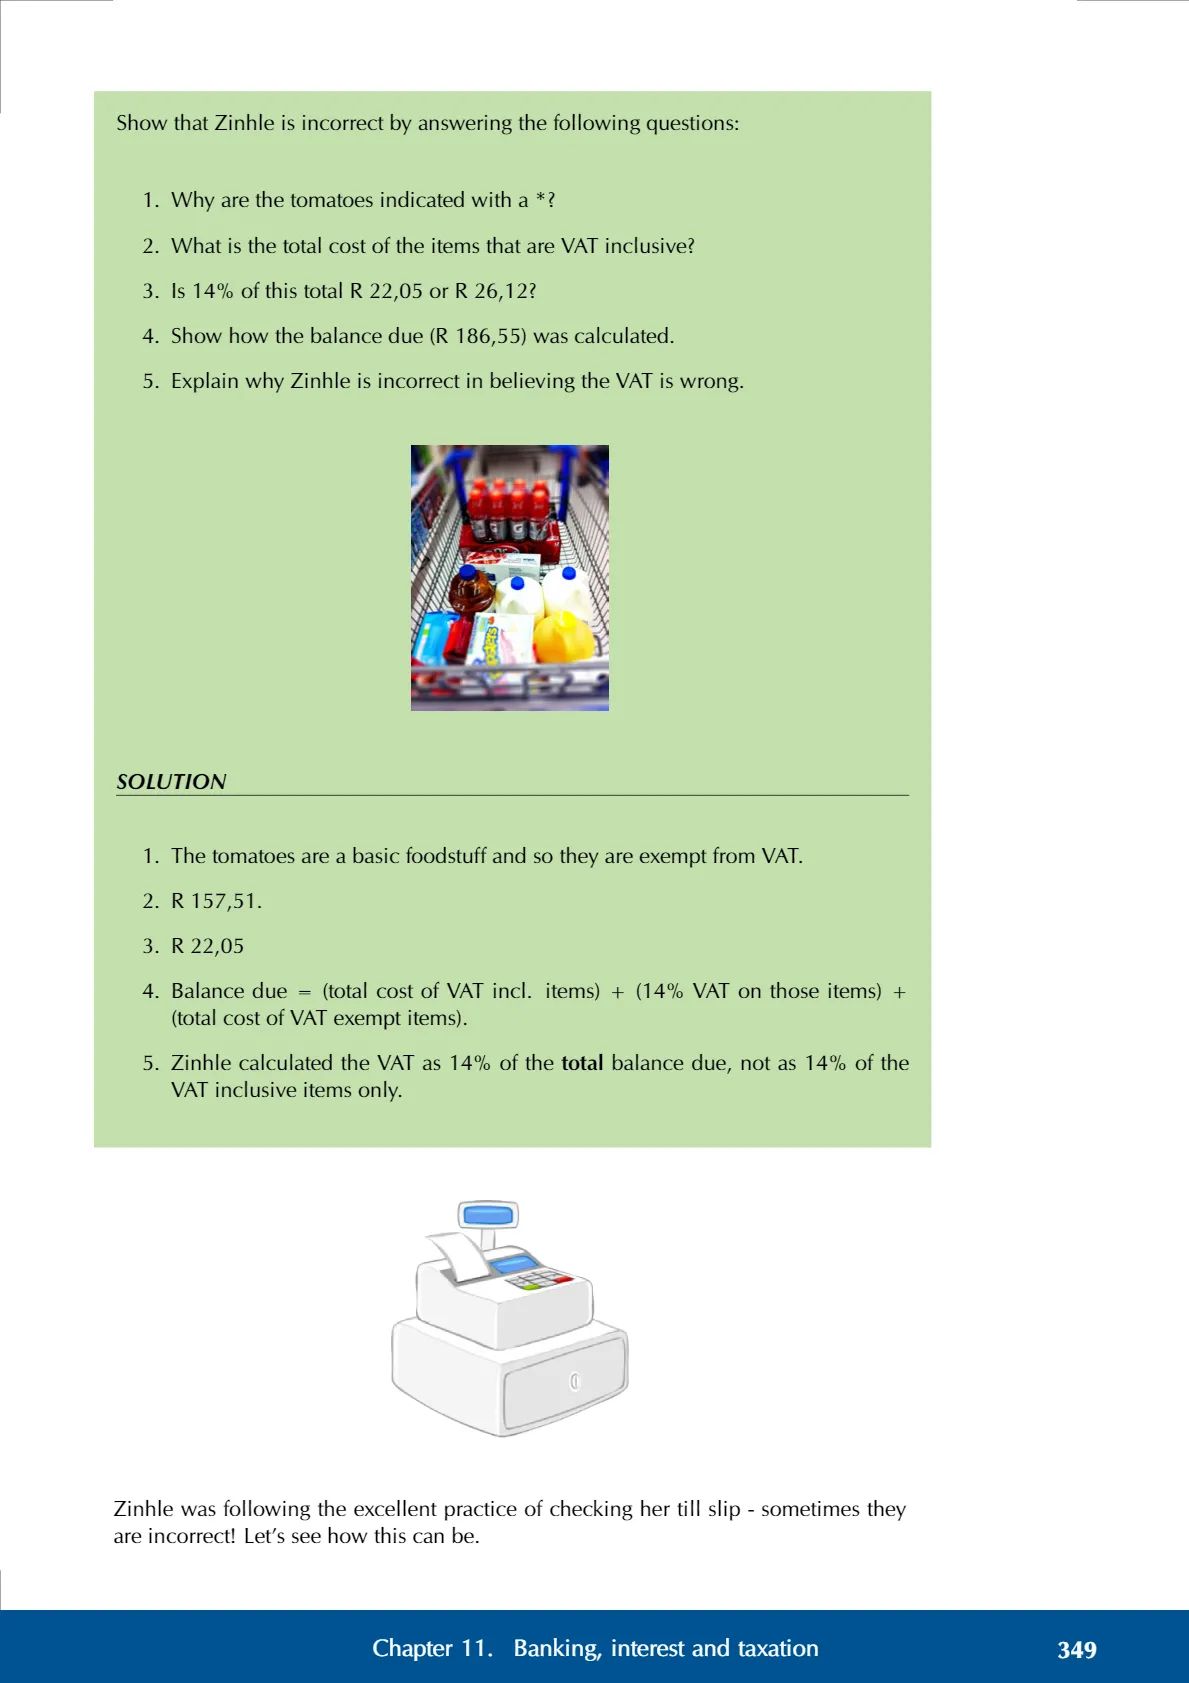 Show that Zinhle is incorrect by answering the following questions:
1. Why are the tomatoes indicated with a *?
2. What is the total cost of the items that are VAT inclusive?
3. Is 14% of this total R 22,05 or R 26,12?
4. Show how the balance due (R 186,55) was calculated.
5. Explain why Zinhle is incorrect in believing the VAT is wrong.
SOLUTION
1. The tomatoes are a basic foodstuff and so they are exempt from VAT.
2. R 157,51.
3. R 22,05
4. Balance due = (total cost of VAT incl. items) + (14% VAT on those items) +
(total cost of VAT exempt items).
5. Zinhle calculated the VAT as 14% of the total balance due, not as 14% of the
VAT inclusive items only.
Zinhle was following the excellent practice of checking her till slip - sometimes they
are incorrect! Let's see how this can be.
Chapter 11. Banking, interest and taxation
349